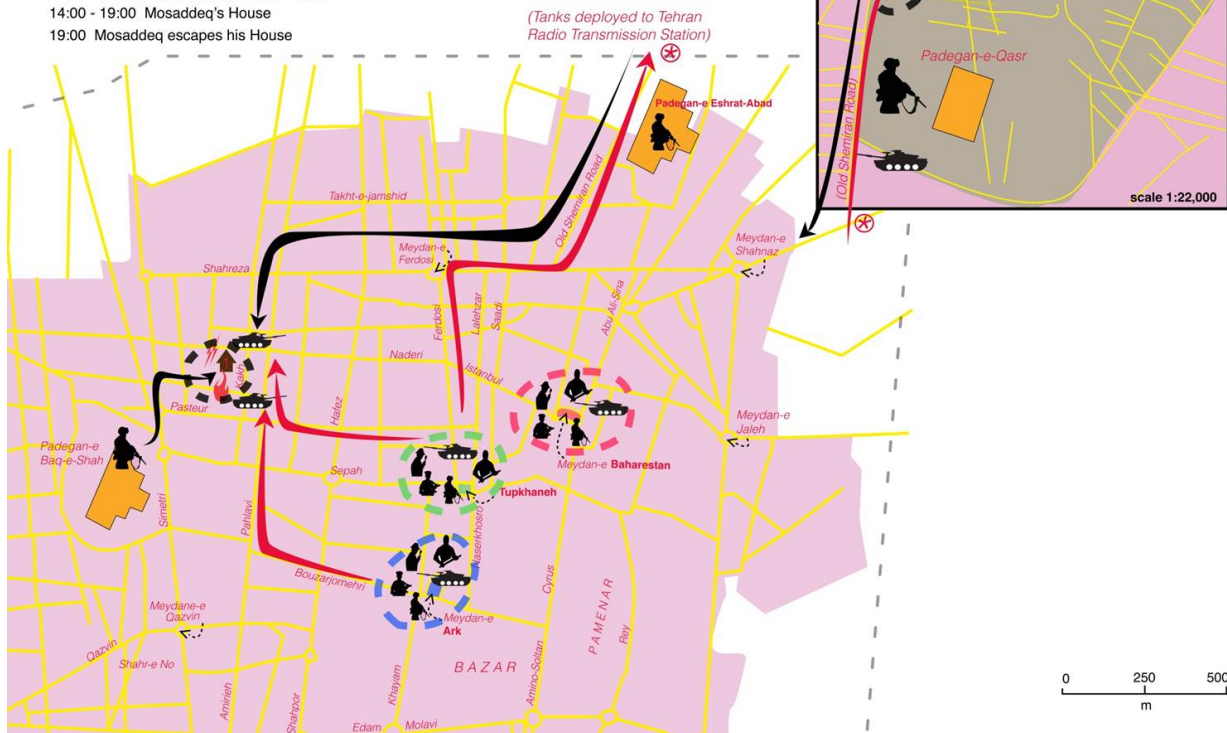 14:00 - 19:00 Mosaddeq's House
19:00 Mosaddeq escapes his House
(Tanks deployed to Tehran
Radio Transmission Station)
Padegan-e-Qasr
(Old Shemiran Road)
scale 1:22,000
Padegan-e Eshrat-Abad
Takht-e-jamshid
Old Shemiran Road
Meydan-e
Ferdosi
Meydan-e
Shahnaz
Shahreza
Ferdosi
Lalehzar
Saadi
Abu Ali-Sina
Naderi
Istanbul
Kakh
Pasteur
Hafez
Meydan-e
Jaleh
Padegan-e
Baq-e-Shah
Meydan-e Baharestan
Sepah
Tupkhaneh
Simetri
Pahlavi
Naserkhosro
Bouzarjomehri
Cyrus
PAMENAR
Rey
Meydane-e
Qazvin
Meydan-e
Ark
Qazvin
Shahr-e No
BAZAR
Amirieh
Shahpor
Khayam
Amino-Soltan
Edam
Molavi
0 250 500
m